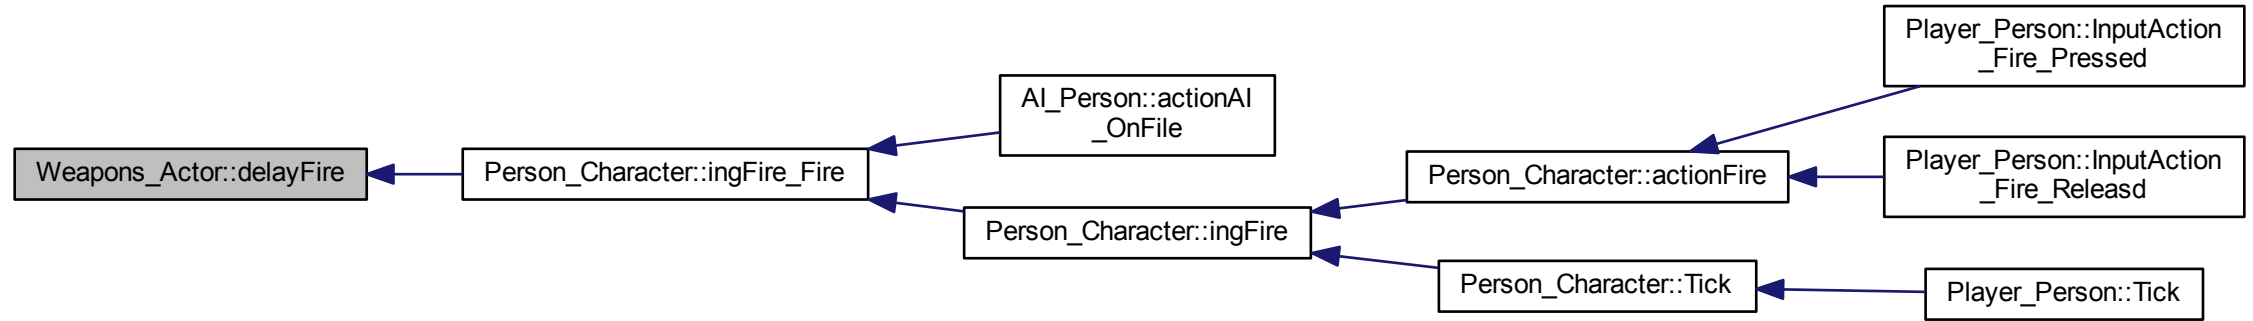 Weapons_Actor::delayFire
Person_Character::ingFire_Fire
AI_Person::actionAI
_OnFile
Person_Character::ingFire
Person_Character::actionFire
Person_Character::Tick
Player_Person::InputAction
_Fire_Pressed
Player_Person::InputAction
_Fire_Releasd
Player_Person::Tick